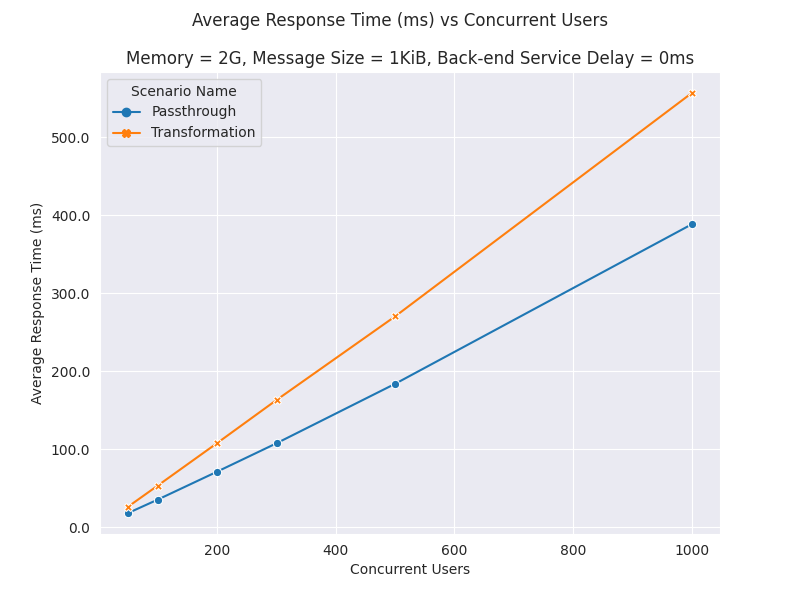 Average Response Time (ms) vs Concurrent Users
Memory = 2G, Message Size = 1KiB, Back-end Service Delay = 0ms
Scenario Name
Passthrough
Transformation
Average Response Time (ms)
500.0
400.0
300.0
200.0
100.0
0.0
200
400
600
800
1000
Concurrent Users